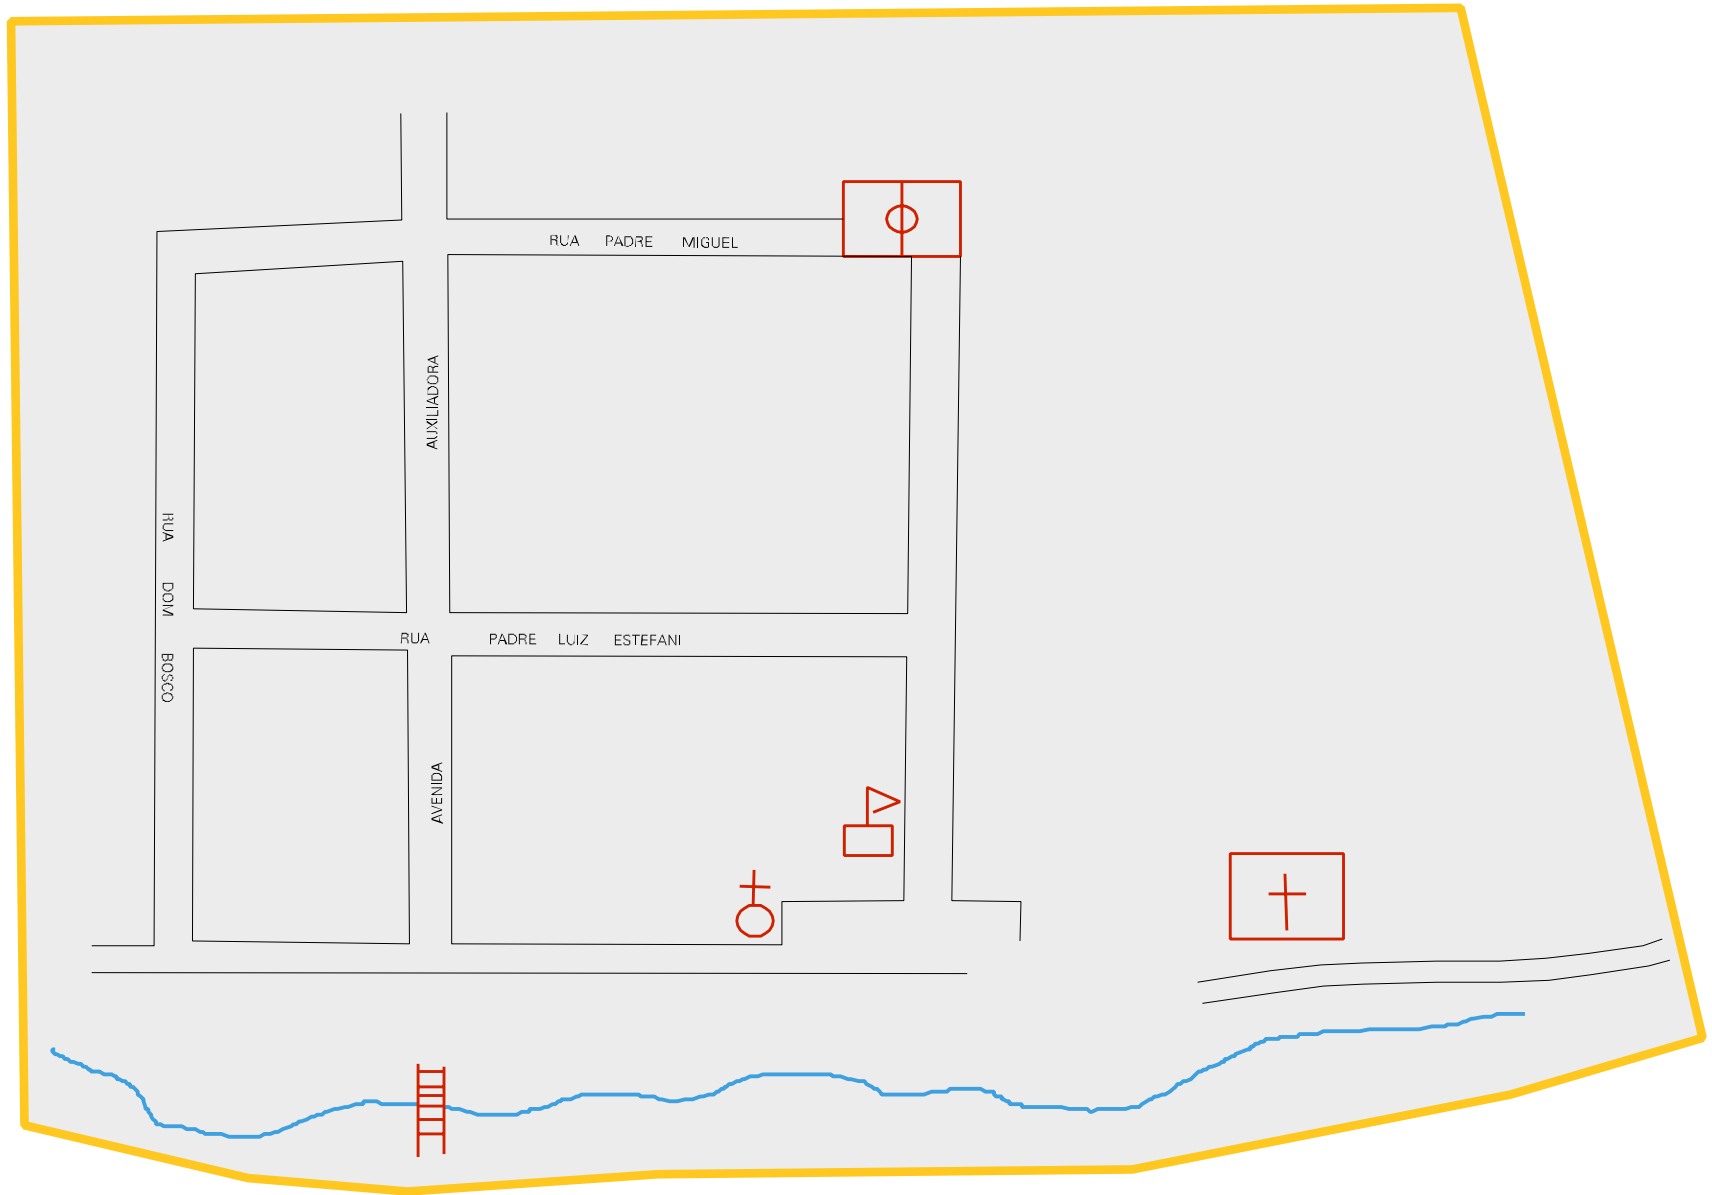 RUA PADRE MIGUEL
AUXILIADORA
RUA DOM BOSCO
RUA PADRE LUIZ ESTEFANI
AVENIDA